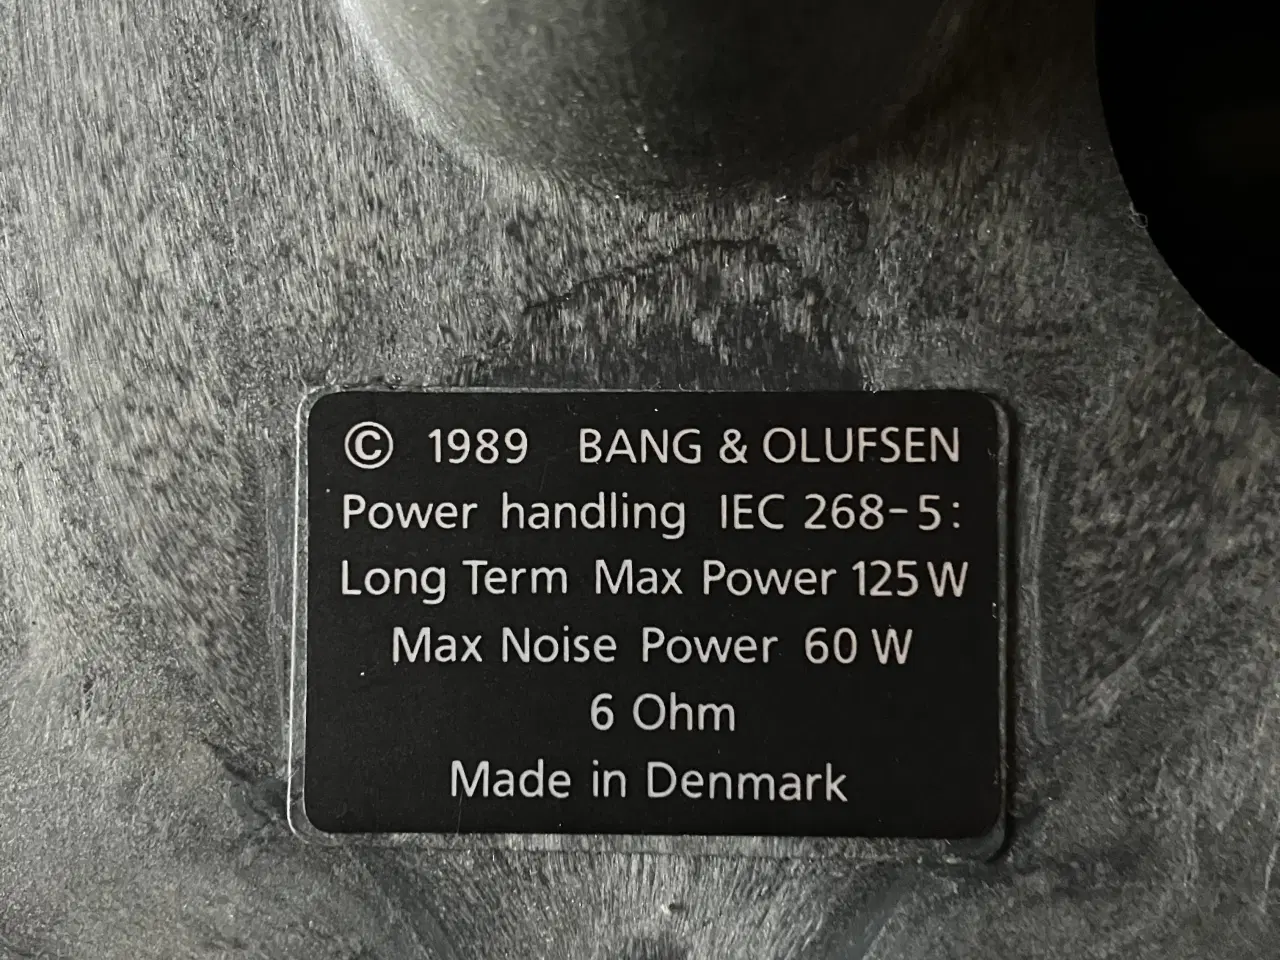 © 1989 BANG & OLUFSEN
Power handling IEC 268-5:
Long Term Max Power 125W
Max Noise Power 60 W
6 Ohm
Made in Denmark